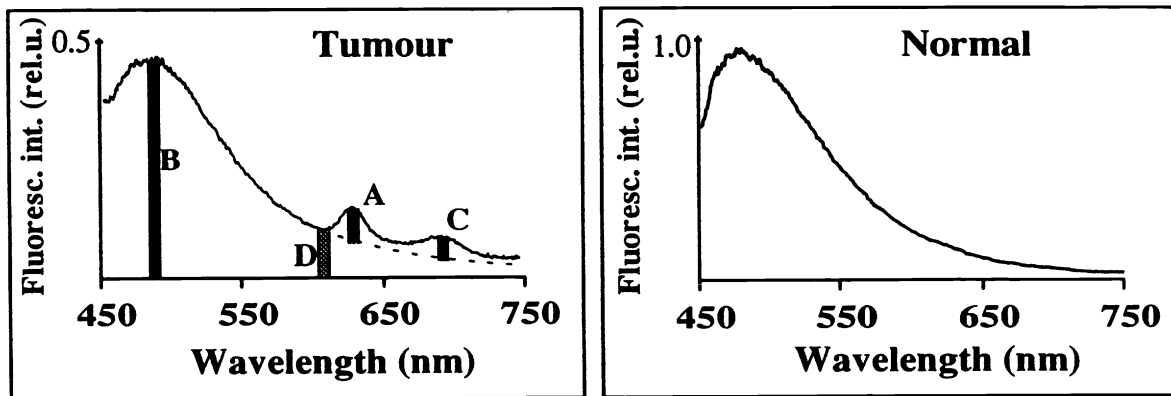 Tumour
0.5
Fluoresc. int. (rel.u.)
B
A
C
D
450 550 650 750
Wavelength (nm)
Normal
1.0
Fluoresc. int. (rel.u.)
450 550 650 750
Wavelength (nm)